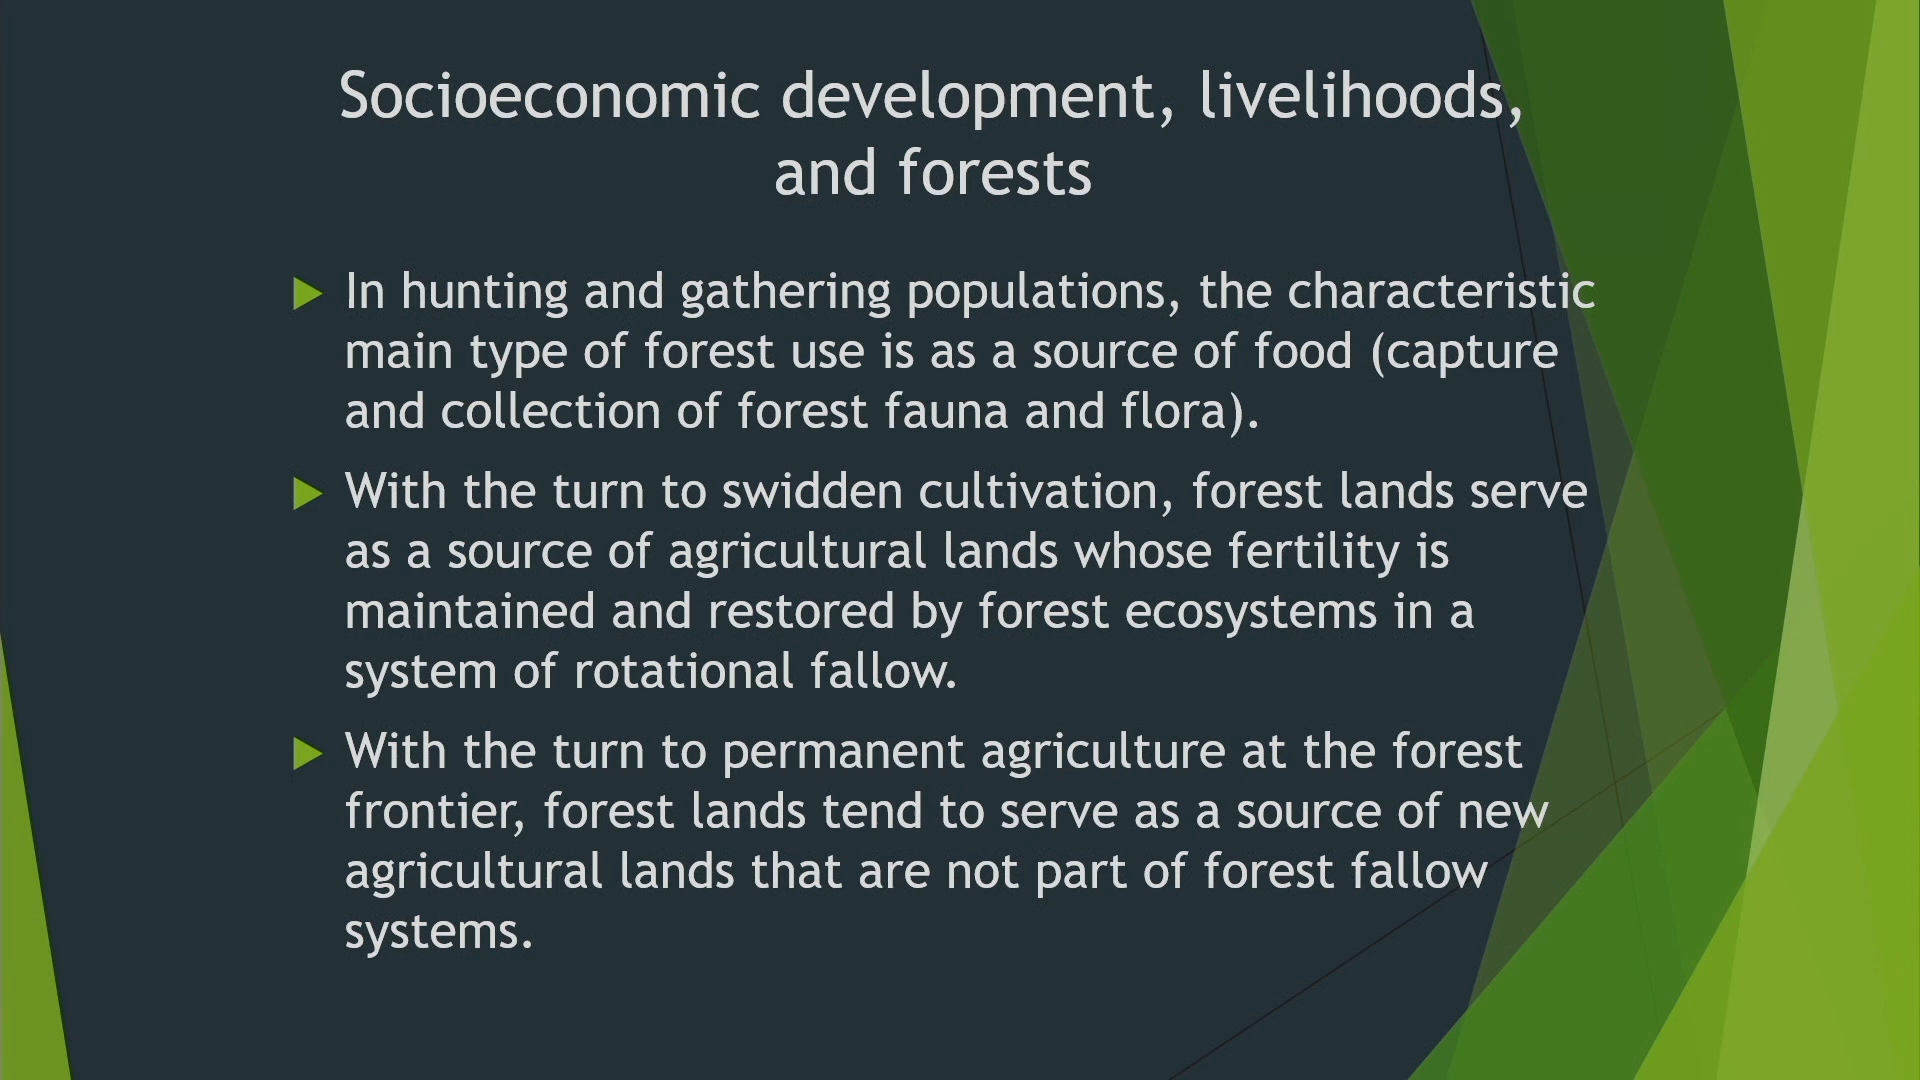 Socioeconomic development, livelihoods,
and forests
In hunting and gathering populations, the characteristic
main type of forest use is as a source of food (capture
and collection of forest fauna and flora).
With the turn to swidden cultivation, forest lands serve
as a source of agricultural lands whose fertility is
maintained and restored by forest ecosystems in a
system of rotational fallow.
With the turn to permanent agriculture at the forest
frontier, forest lands tend to serve as a source of new
agricultural lands that are not part of forest fallow
systems.